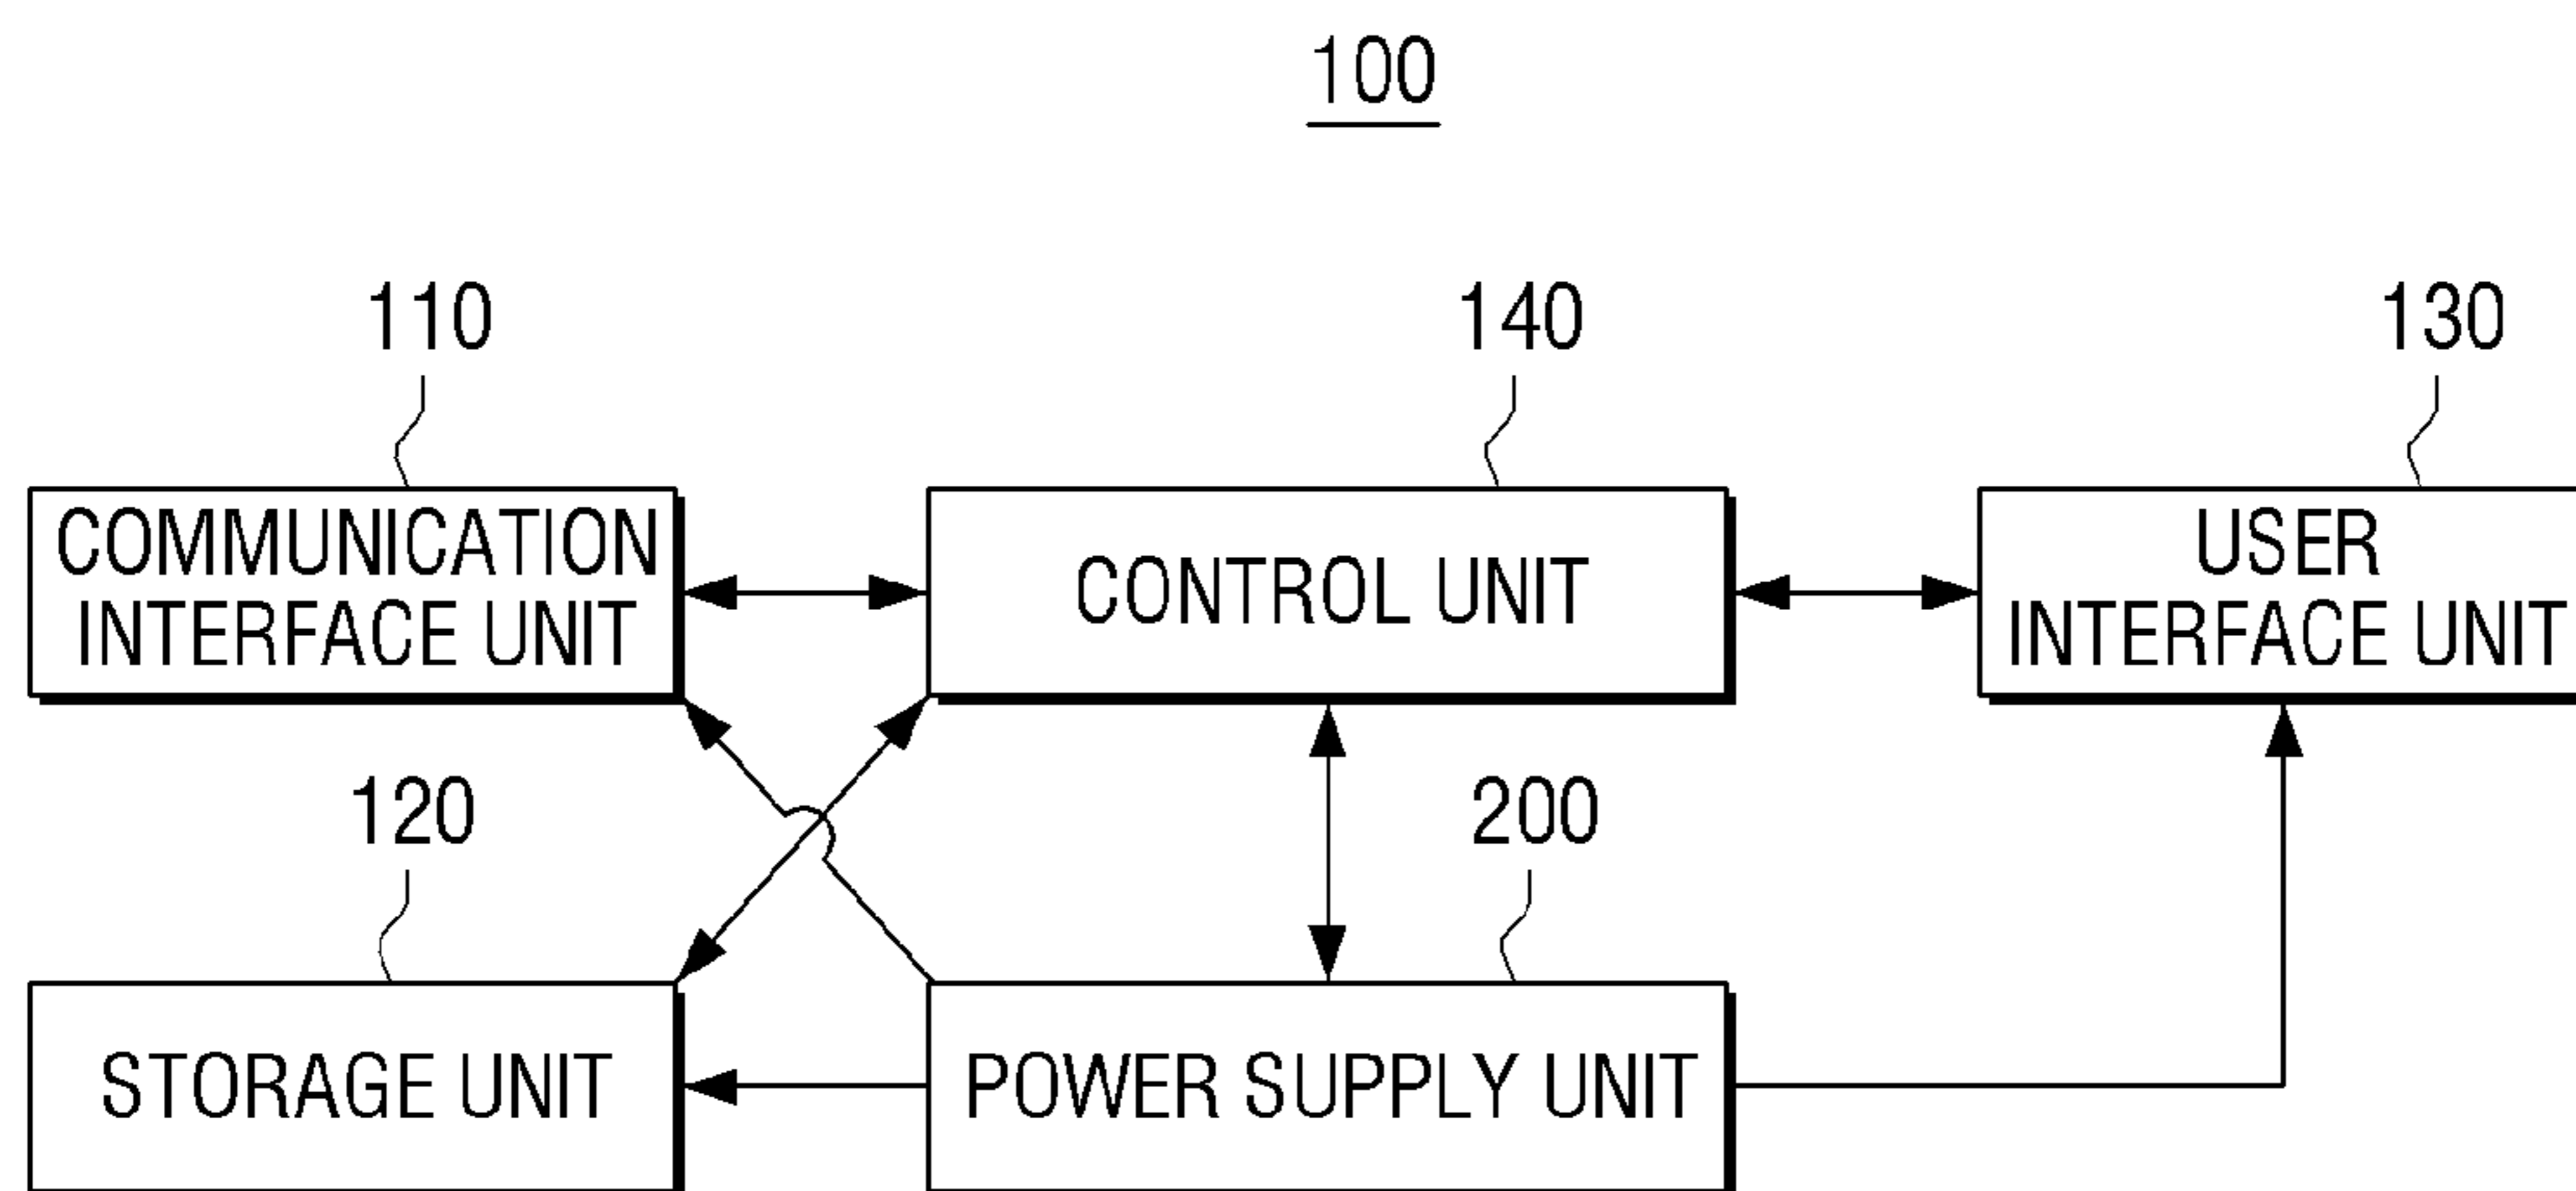 100
110
140
130
COMMUNICATION
INTERFACE UNIT
CONTROL UNIT
USER
INTERFACE UNIT
120
200
STORAGE UNIT
POWER SUPPLY UNIT